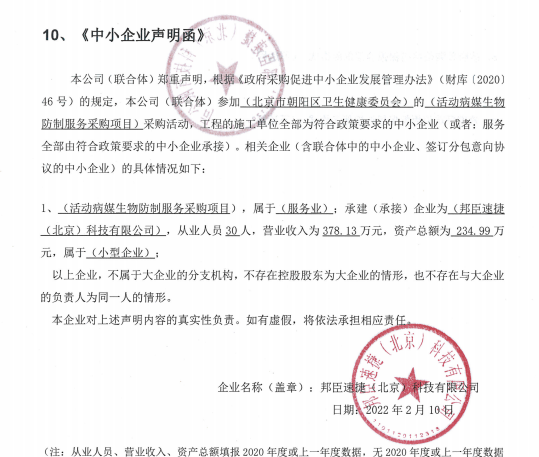 10、《中小企业声明函》
本公司（联合体）郑重声明，根据《政府采购促进中小企业发展管理办法》（财库〔2020〕
46 号）的规定，本公司（联合体）参加（北京市朝阳区卫生健康委员会）的（活动病媒生物
防制服务采购项目）采购活动，工程的施工单位全部为符合政策要求的中小企业（或者：服务
全部由符合政策要求的中小企业承接）。相关企业（含联合体中的中小企业、签订分包意向协
议的中小企业）的具体情况如下：
1、（活动病媒生物防制服务采购项目），属于（服务业）；承建（承接）企业为（邦臣速捷
（北京）科技有限公司），从业人员 30 人，营业收入为 378.13 万元，资产总额为 234.99 万
元，属于（小型企业）；
以上企业，不属于大企业的分支机构，不存在控股股东为大企业的情形，也不存在与大企业
的负责人为同一人的情形。
本企业对上述声明内容的真实性负责。如有虚假，将依法承担相应责任。
邦臣速捷（北京）科技有限公司
企业名称（盖章）：邦臣速捷（北京）科技有限公司
日期：2022 年 2 月 10 日
（注：从业人员、营业收入、资产总额填报 2020 年度或上一年度数据，无 2020 年度或上一年度数据